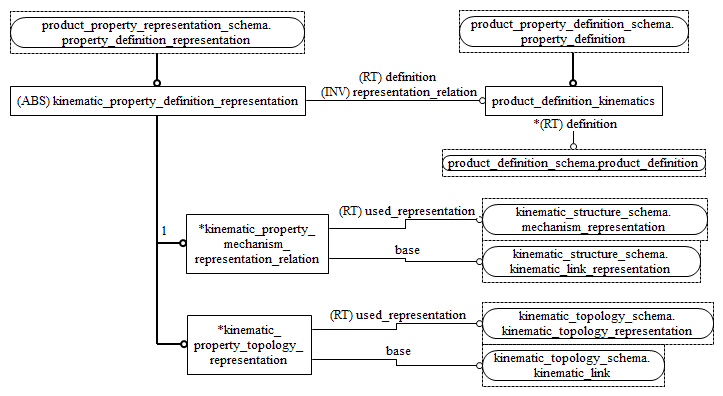 product_property_representation_schema.
property_definition_representation
product_property_definition_schema.
property_definition
(RT) definition
(INV) representation_relation
(ABS) kinematic_property_definition_representation
product_definition_kinematics
*(RT) definition
product_definition_schema.product_definition
1
*kinematic_property_
mechanism_
representation_relation
(RT) used_representation
kinematic_structure_schema.
mechanism_representation
base
kinematic_structure_schema.
kinematic_link_representation
*kinematic_
property_topology_
representation
(RT) used_representation
kinematic_topology_schema.
kinematic_topology_representation
base
kinematic_topology_schema.
kinematic_link